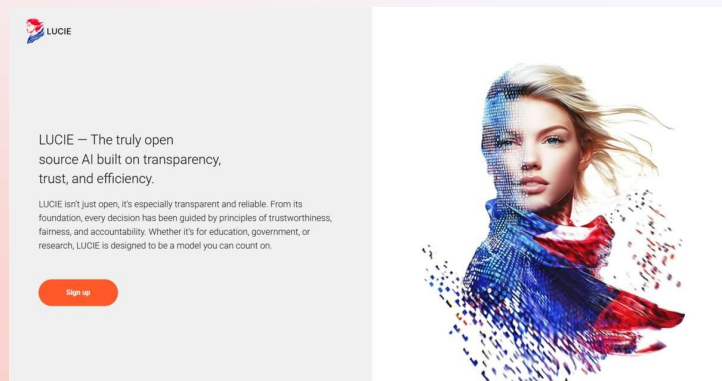 LUCIE
LUCIE — The truly open
source AI built on transparency,
trust, and efficiency.
LUCIE isn't just open, it's especially transparent and reliable. From its
foundation, every decision has been guided by principles of trustworthiness,
fairness, and accountability. Whether it's for education, government, or
research, LUCIE is designed to be a model you can count on.
Sign up